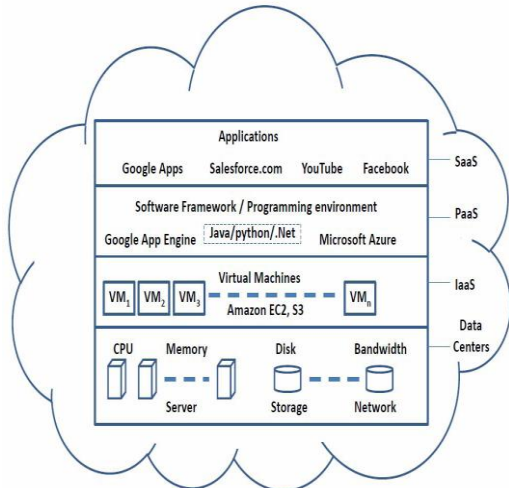 Applications
Google Apps Salesforce.com YouTube Facebook
SaaS
Software Framework / Programming environment
Google App Engine Java/python/.Net Microsoft Azure
PaaS
Virtual Machines
VM1 VM2 VM3 VMn
Amazon EC2, S3
IaaS
CPU Memory Disk Bandwidth
Server Storage Network
Data
Centers